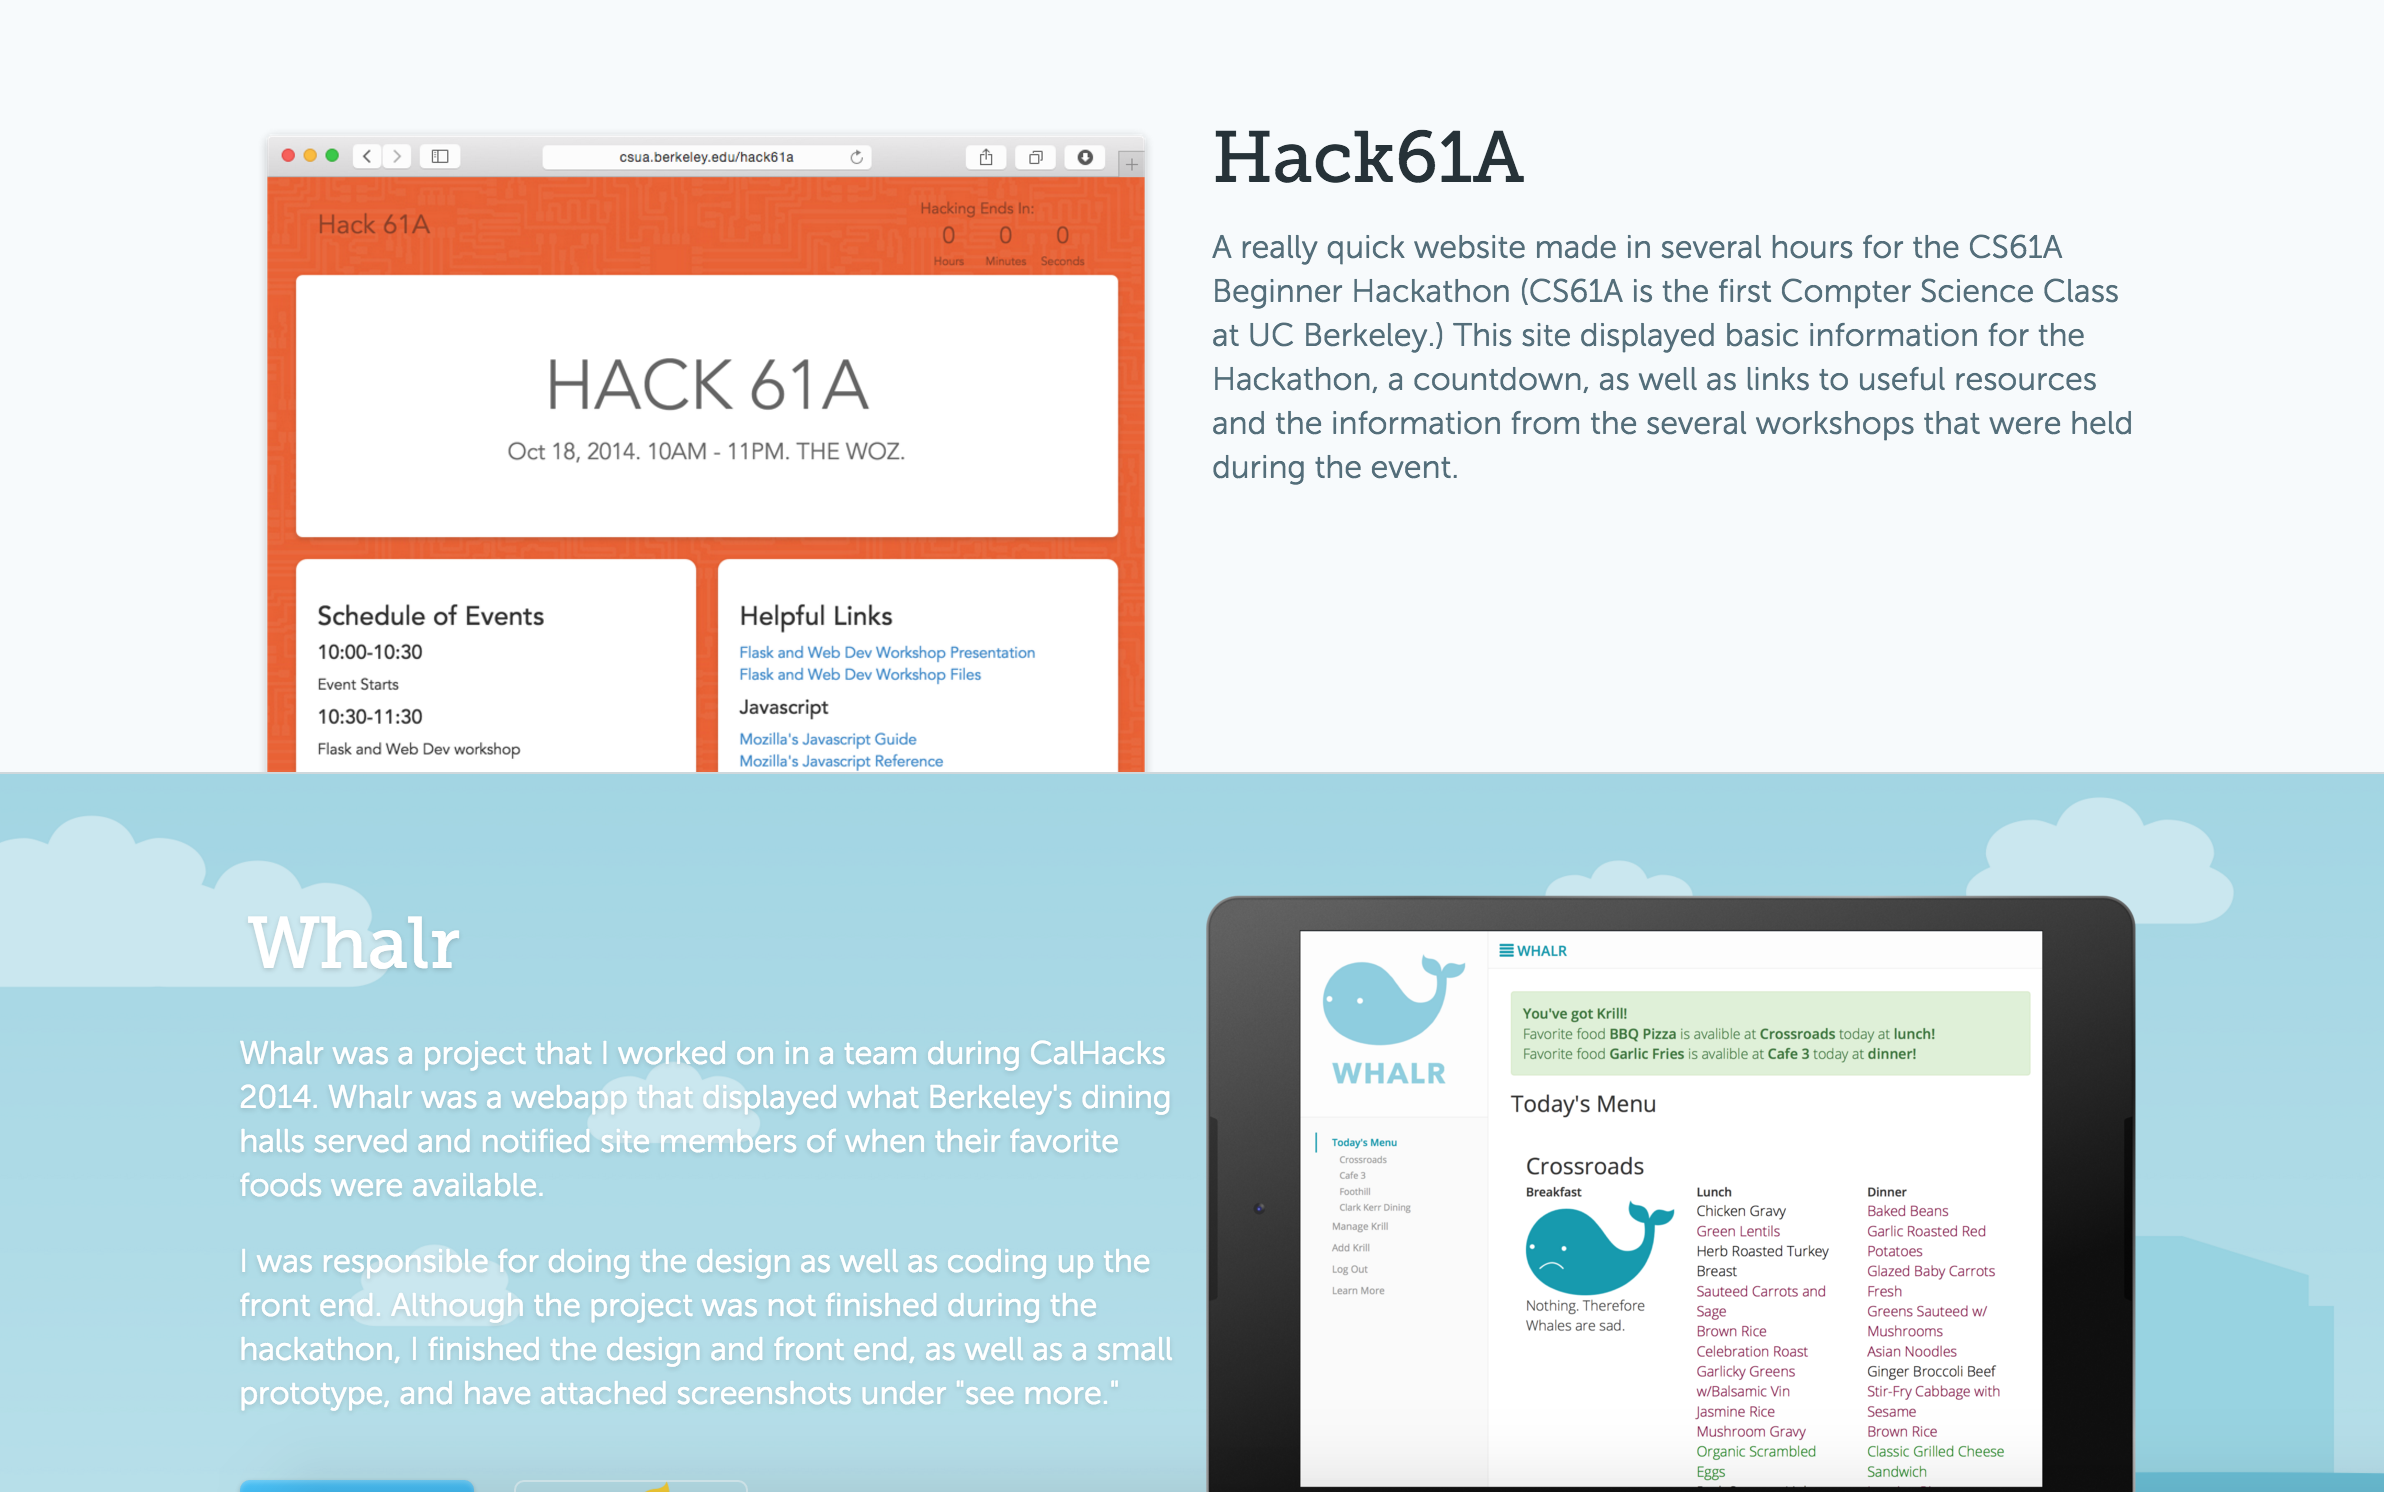 csua.berkeley.edu/hack61a
Hack 61A
Hacking Ends In:
0 0 0
Hours Minutes Seconds
HACK 61A
Oct 18, 2014. 10AM - 11PM. THE WOZ.
Schedule of Events
10:00-10:30
Event Starts
10:30-11:30
Flask and Web Dev workshop
Helpful Links
Flask and Web Dev Workshop Presentation
Flask and Web Dev Workshop Files
Javascript
Mozilla's Javascript Guide
Mozilla's Javascript Reference
Hack61A
A really quick website made in several hours for the CS61A
Beginner Hackathon (CS61A is the first Compter Science Class
at UC Berkeley.) This site displayed basic information for the
Hackathon, a countdown, as well as links to useful resources
and the information from the several workshops that were held
during the event.
Whalr
Whalr was a project that I worked on in a team during CalHacks
2014. Whalr was a webapp that displayed what Berkeley's dining
halls served and notified site members of when their favorite
foods were available.
I was responsible for doing the design as well as coding up the
front end. Although the project was not finished during the
hackathon, I finished the design and front end, as well as a small
prototype, and have attached screenshots under "see more."
WHALR
Today's Menu
Crossroads
Cafe 3
Foothill
Clark Kerr Dining
Manage Krill
Add Krill
Log Out
Learn More
WHALR
You've got Krill!
Favorite food BBQ Pizza is avalible at Crossroads today at lunch!
Favorite food Garlic Fries is avalible at Cafe 3 today at dinner!
Today's Menu
Crossroads
Breakfast
Nothing. Therefore
Whales are sad.
Lunch
Chicken Gravy
Green Lentils
Herb Roasted Turkey
Breast
Sauteed Carrots and
Sage
Brown Rice
Celebration Roast
Garlicky Greens
w/Balsamic Vin
Jasmine Rice
Mushroom Gravy
Organic Scrambled
Eggs
Dinner
Baked Beans
Garlic Roasted Red
Potatoes
Glazed Baby Carrots
Fresh
Greens Sauteed w/
Mushrooms
Asian Noodles
Ginger Broccoli Beef
Stir-Fry Cabbage with
Sesame
Brown Rice
Classic Grilled Cheese
Sandwich